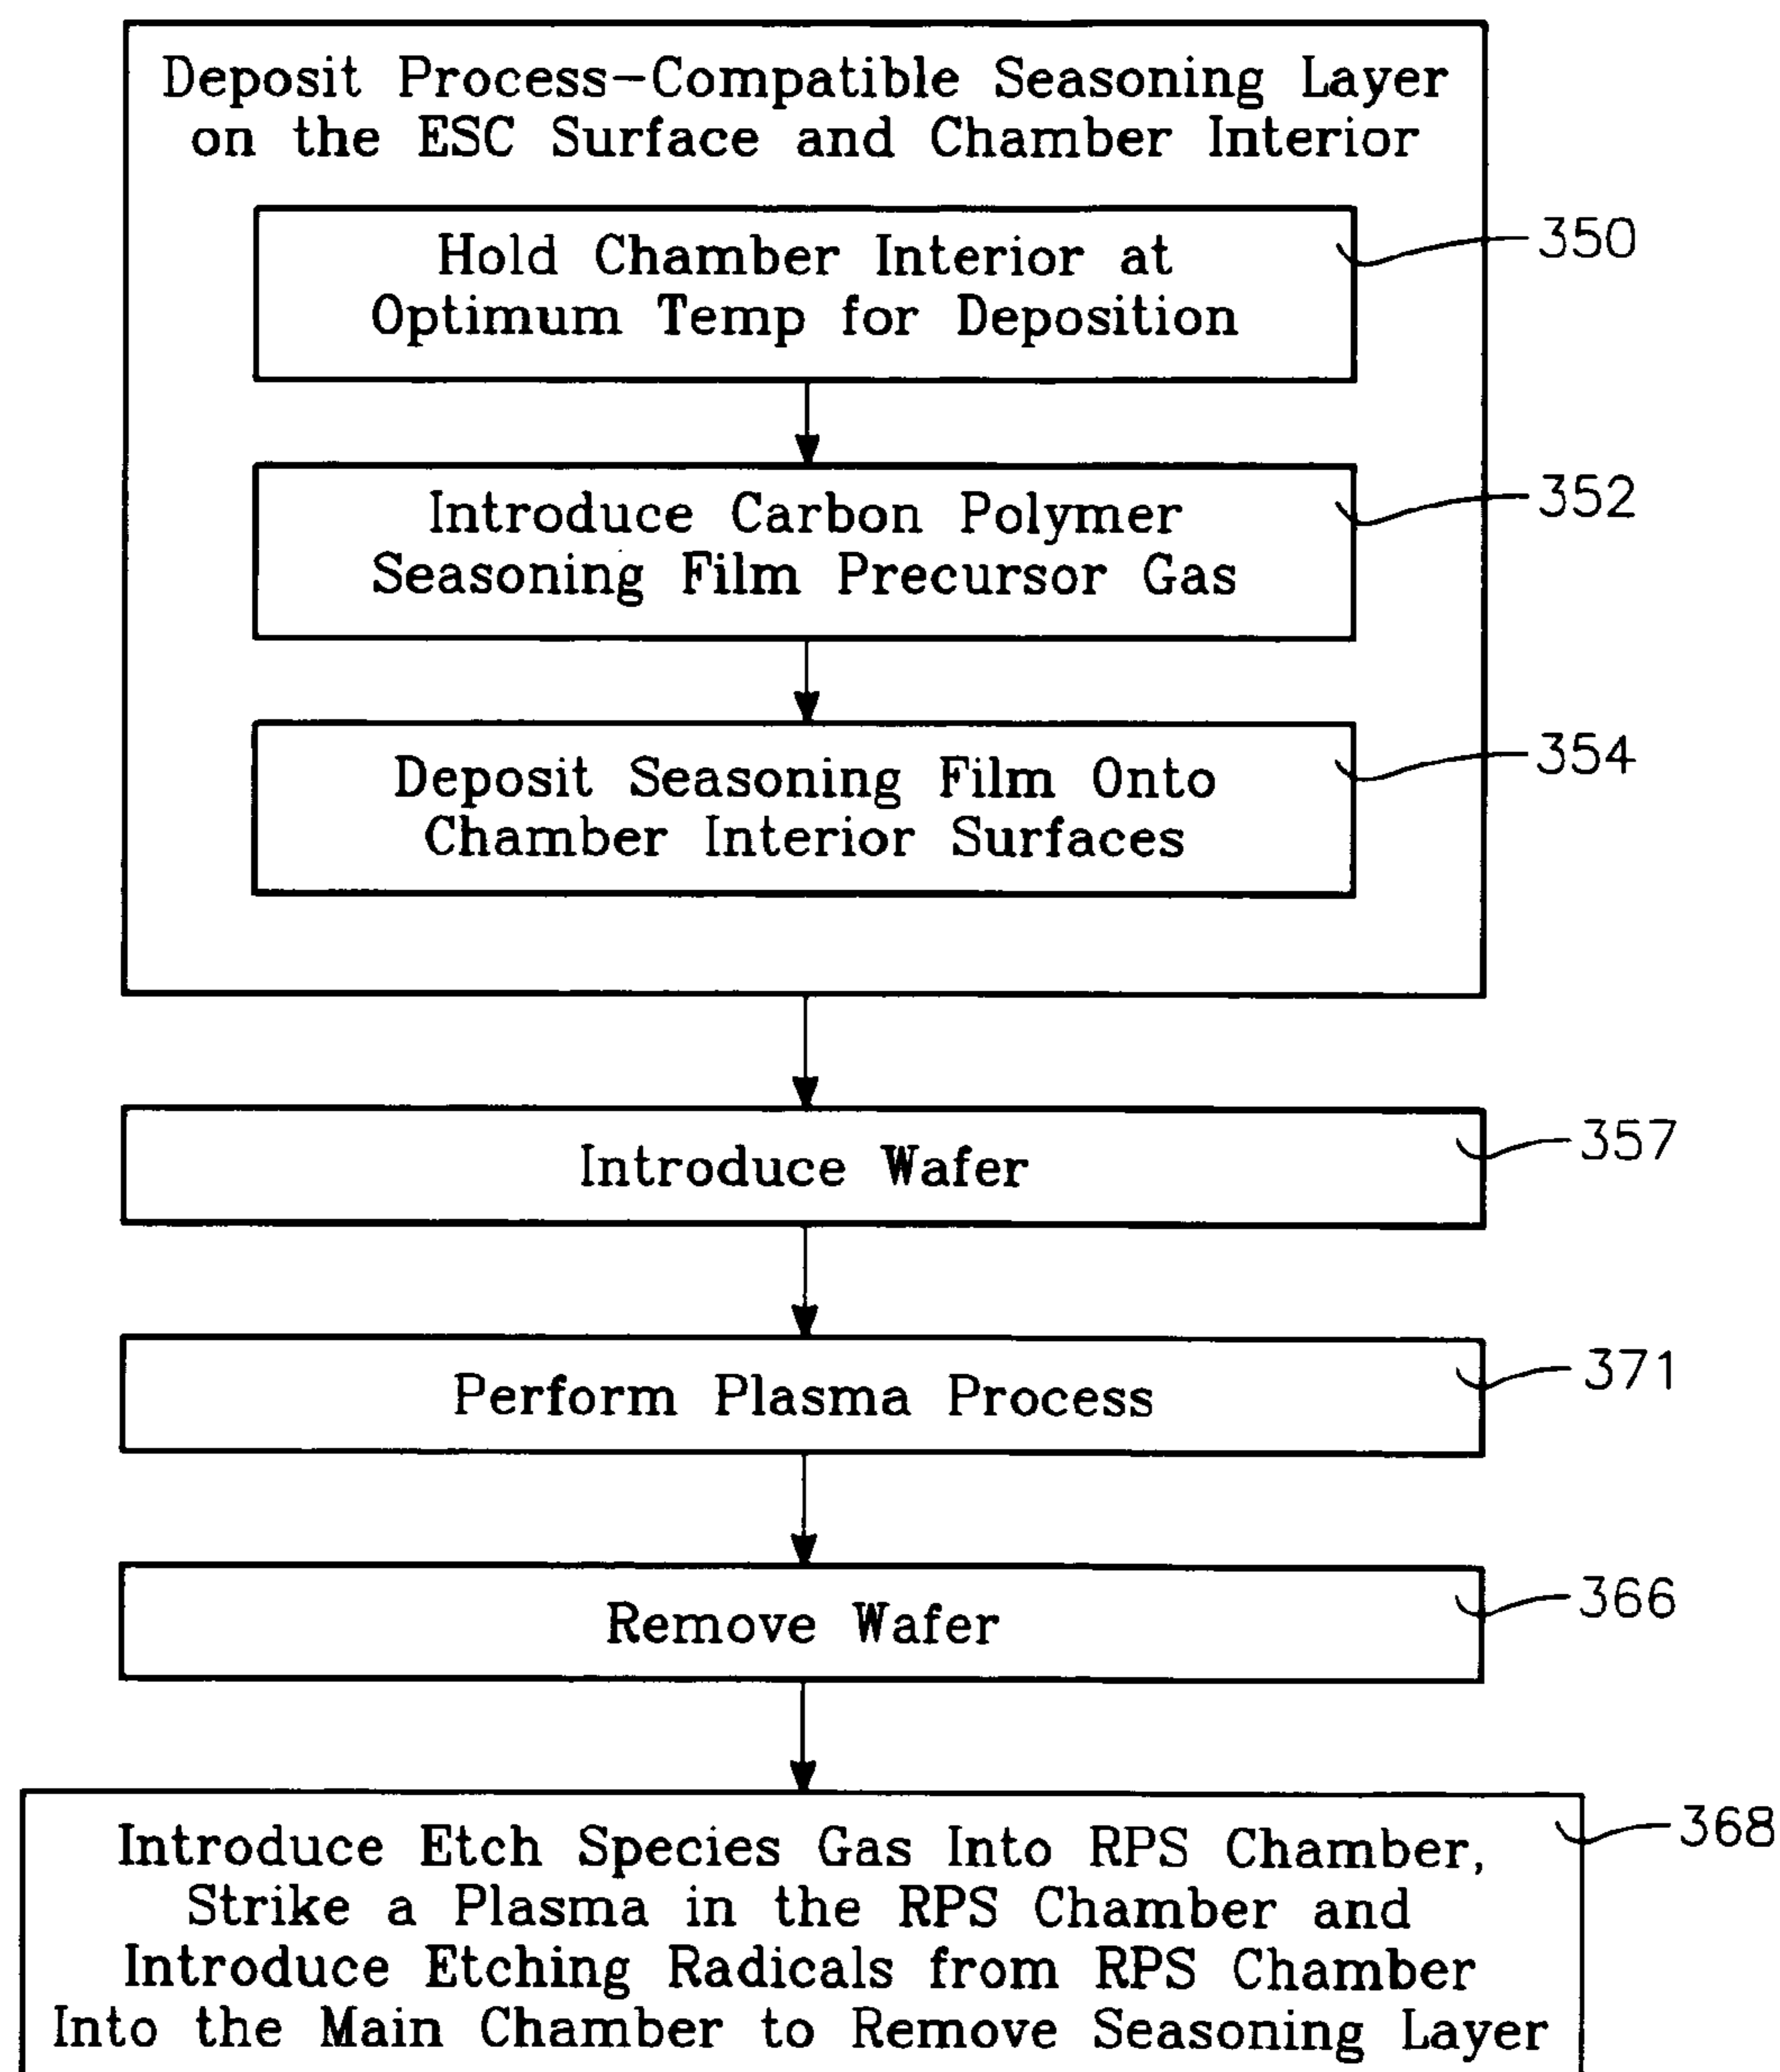 Deposit Process-Compatible Seasoning Layer
on the ESC Surface and Chamber Interior
Hold Chamber Interior at
Optimum Temp for Deposition
350
Introduce Carbon Polymer
Seasoning Film Precursor Gas
352
Deposit Seasoning Film Onto
Chamber Interior Surfaces
354
Introduce Wafer
357
Perform Plasma Process
371
Remove Wafer
366
Introduce Etch Species Gas Into RPS Chamber,
Strike a Plasma in the RPS Chamber and
Introduce Etching Radicals from RPS Chamber
Into the Main Chamber to Remove Seasoning Layer
368